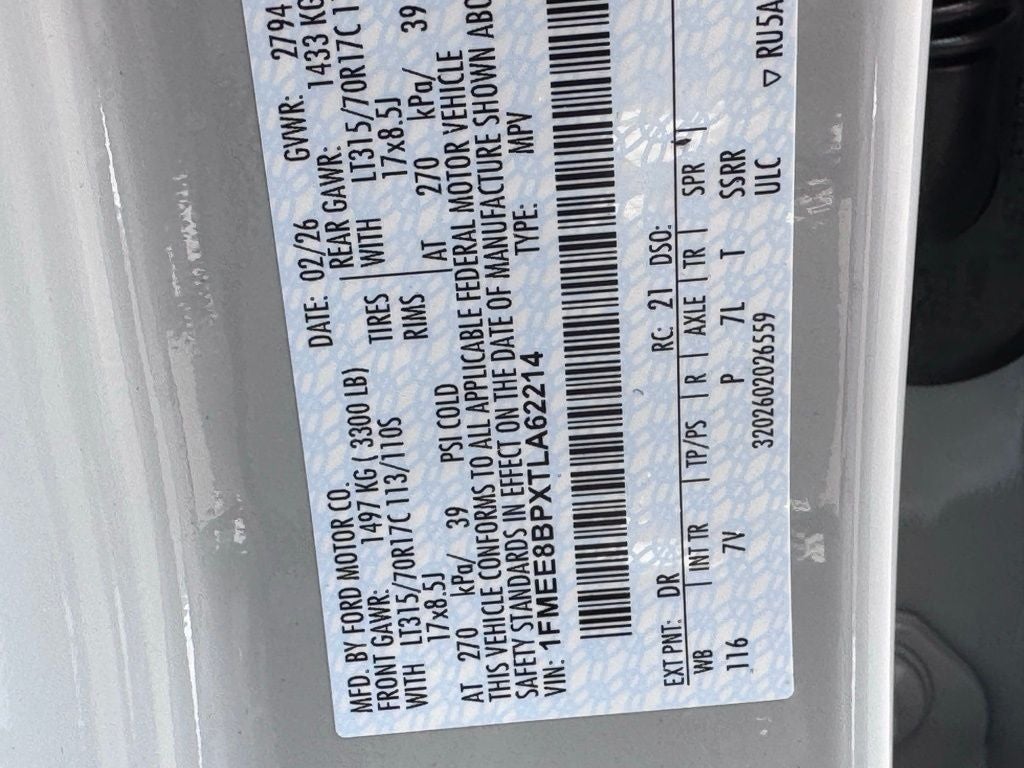 MFD. BY FORD MOTOR CO. DATE: 02/26 GVWR: 2794
FRONT GAWR: 1497 KG ( 3300 LB) REAR GAWR: 1433 KG
WITH LT315/70R17C 113/110S TIRES WITH LT315/70R17C
17x8.5J RIMS 17x8.5J
AT 270 kPa/ 39 PSI COLD AT 270 kPa/ 39
THIS VEHICLE CONFORMS TO ALL APPLICABLE FEDERAL MOTOR VEHICLE
SAFETY STANDARDS IN EFFECT ON THE DATE OF MANUFACTURE SHOWN ABO
VIN: 1FMEE8BPXTLA62214 TYPE: MPV
EXT PNT: DR RC: 21 DSO:
WB INT TR TP/PS R AXLE TR SPR
116 7V P 7L T SSRR
3202602026559 ULC ▽ RU5A